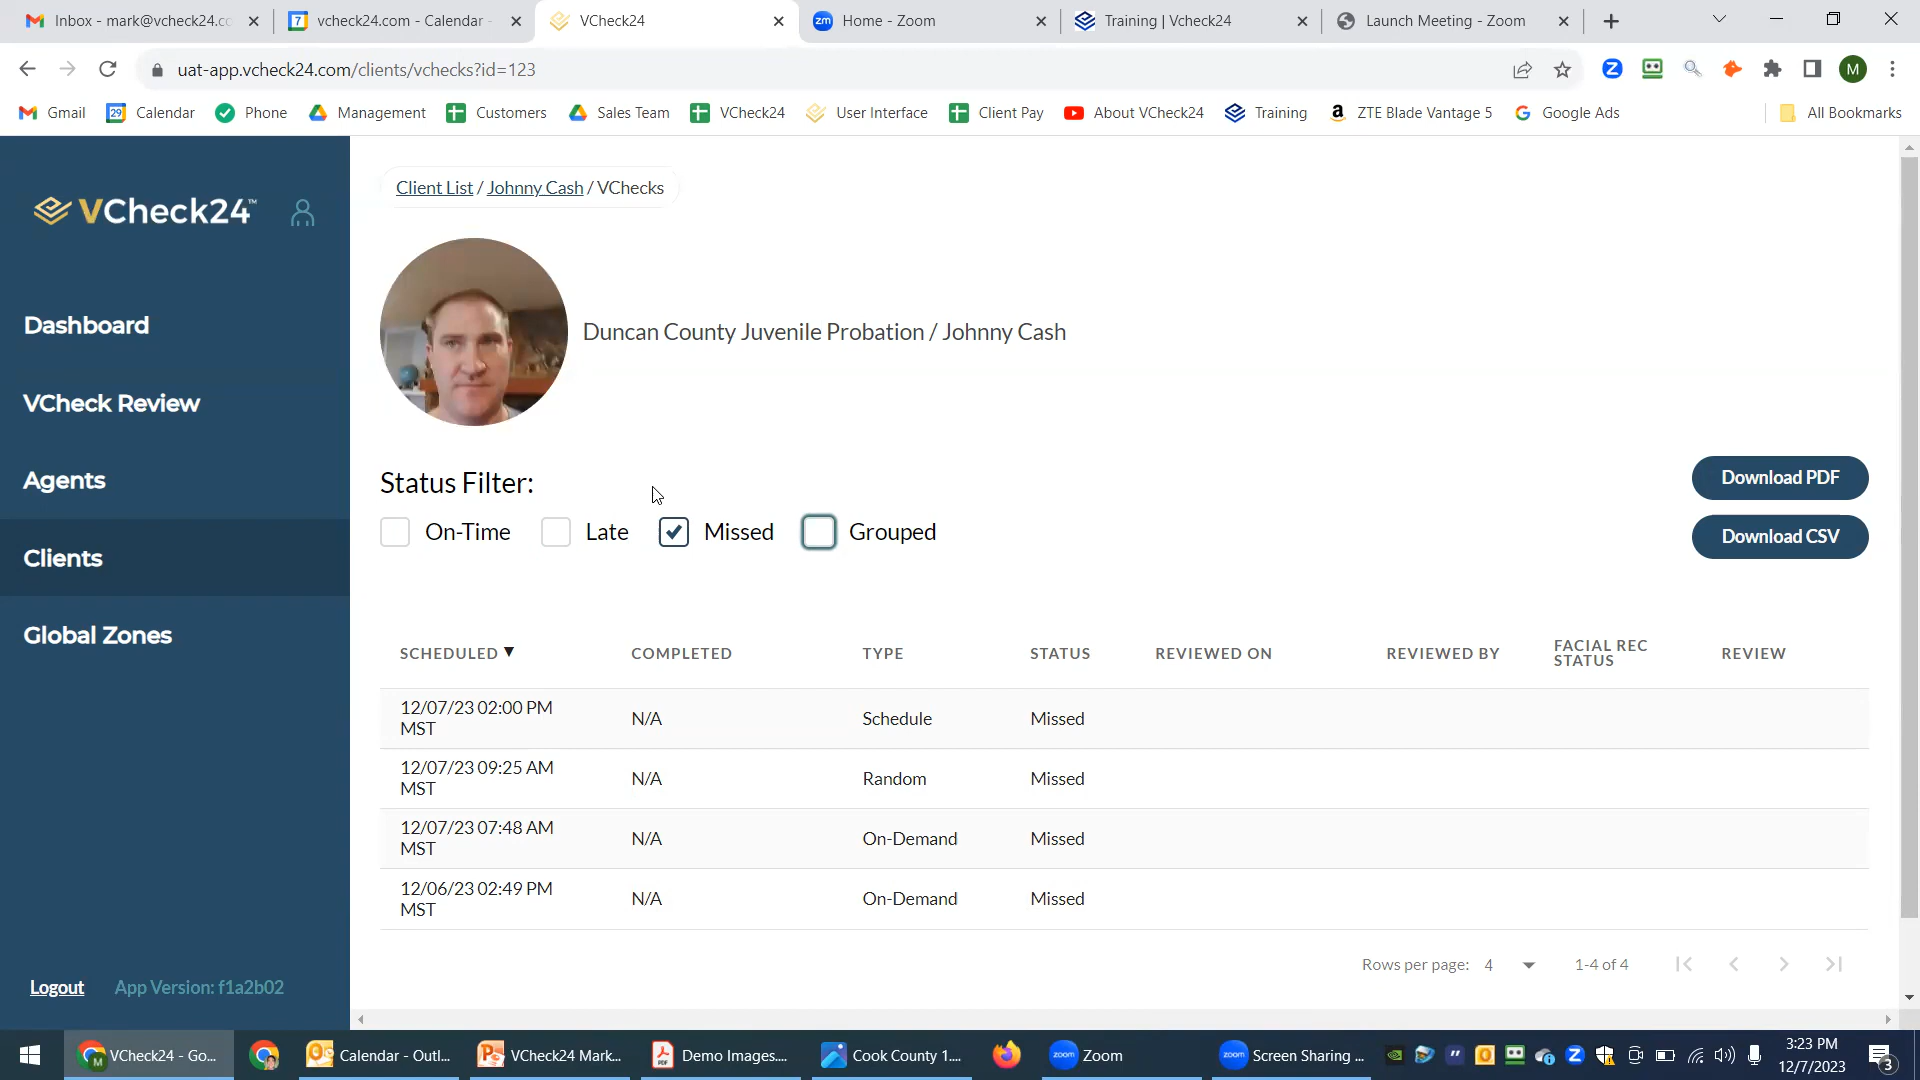 Inbox - mark@vcheck24.co
vcheck24.com - Calendar -
VCheck24
Home - Zoom
Training | Vcheck24
Launch Meeting - Zoom
uat-app.vcheck24.com/clients/vchecks?id=123
M
Gmail
Calendar
Phone
Management
Customers
Sales Team
VCheck24
User Interface
Client Pay
About VCheck24
Training
ZTE Blade Vantage 5
Google Ads
All Bookmarks
VCheck24™
Dashboard
VCheck Review
Agents
Clients
Global Zones
Logout
App Version: f1a2b02
Client List / Johnny Cash / VChecks
Duncan County Juvenile Probation / Johnny Cash
Status Filter:
On-Time
Late
Missed
Grouped
Download PDF
Download CSV
SCHEDULED ▼
COMPLETED
TYPE
STATUS
REVIEWED ON
REVIEWED BY
FACIAL REC
STATUS
REVIEW
12/07/23 02:00 PM
MST
N/A
Schedule
Missed
12/07/23 09:25 AM
MST
N/A
Random
Missed
12/07/23 07:48 AM
MST
N/A
On-Demand
Missed
12/06/23 02:49 PM
MST
N/A
On-Demand
Missed
Rows per page: 4
1-4 of 4
VCheck24 - Go...
Calendar - Outl...
VCheck24 Mark...
Demo Images....
Cook County 1....
zoom
Zoom
zoom
Screen Sharing ...
3:23 PM
12/7/2023
3